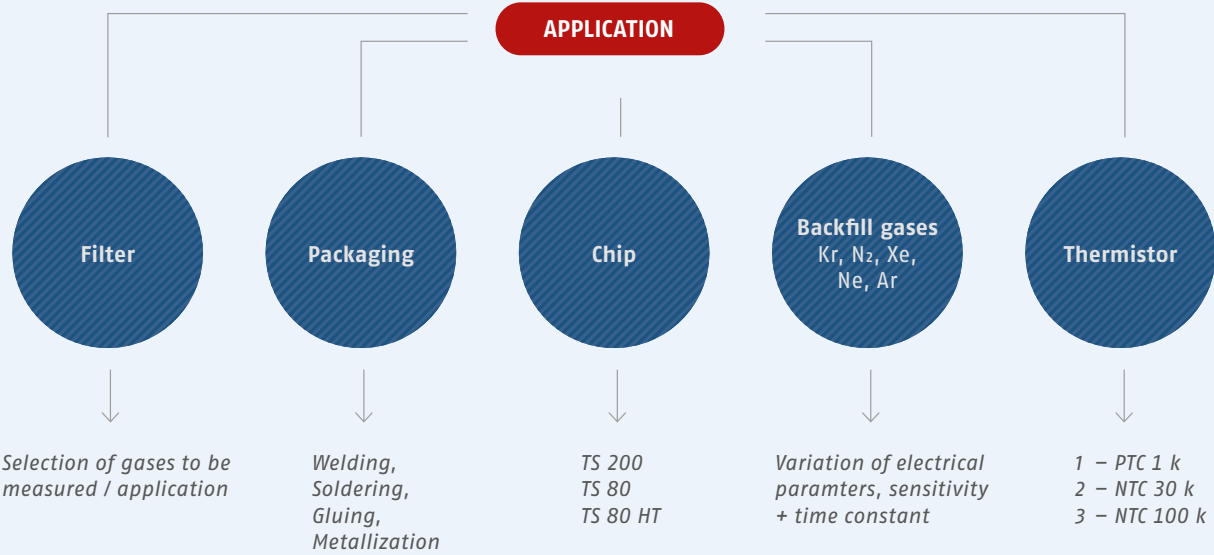 APPLICATION
Filter
Packaging
Chip
Backfill gases
Kr, N₂, Xe,
Ne, Ar
Thermistor
Selection of gases to be
measured / application
Welding,
Soldering,
Gluing,
Metallization
TS 200
TS 80
TS 80 HT
Variation of electrical
paramters, sensitivity
+ time constant
1 – PTC 1 k
2 – NTC 30 k
3 – NTC 100 k